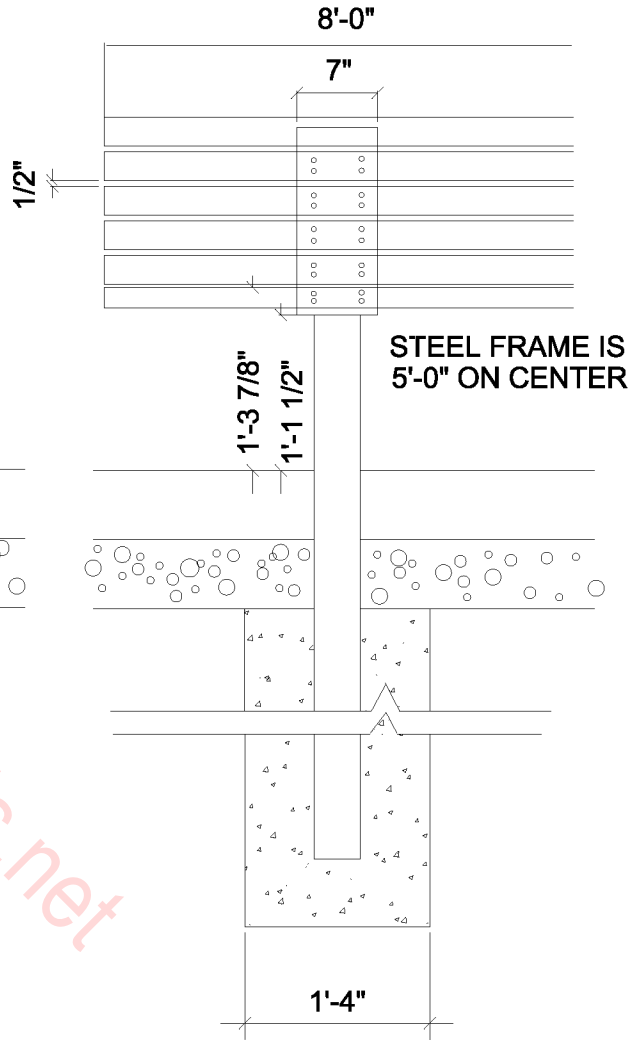 8'-0"
7"
1/2"
STEEL FRAME IS
5'-0" ON CENTER
1'-3 7/8"
1'-1 1/2"
.net
1'-4"